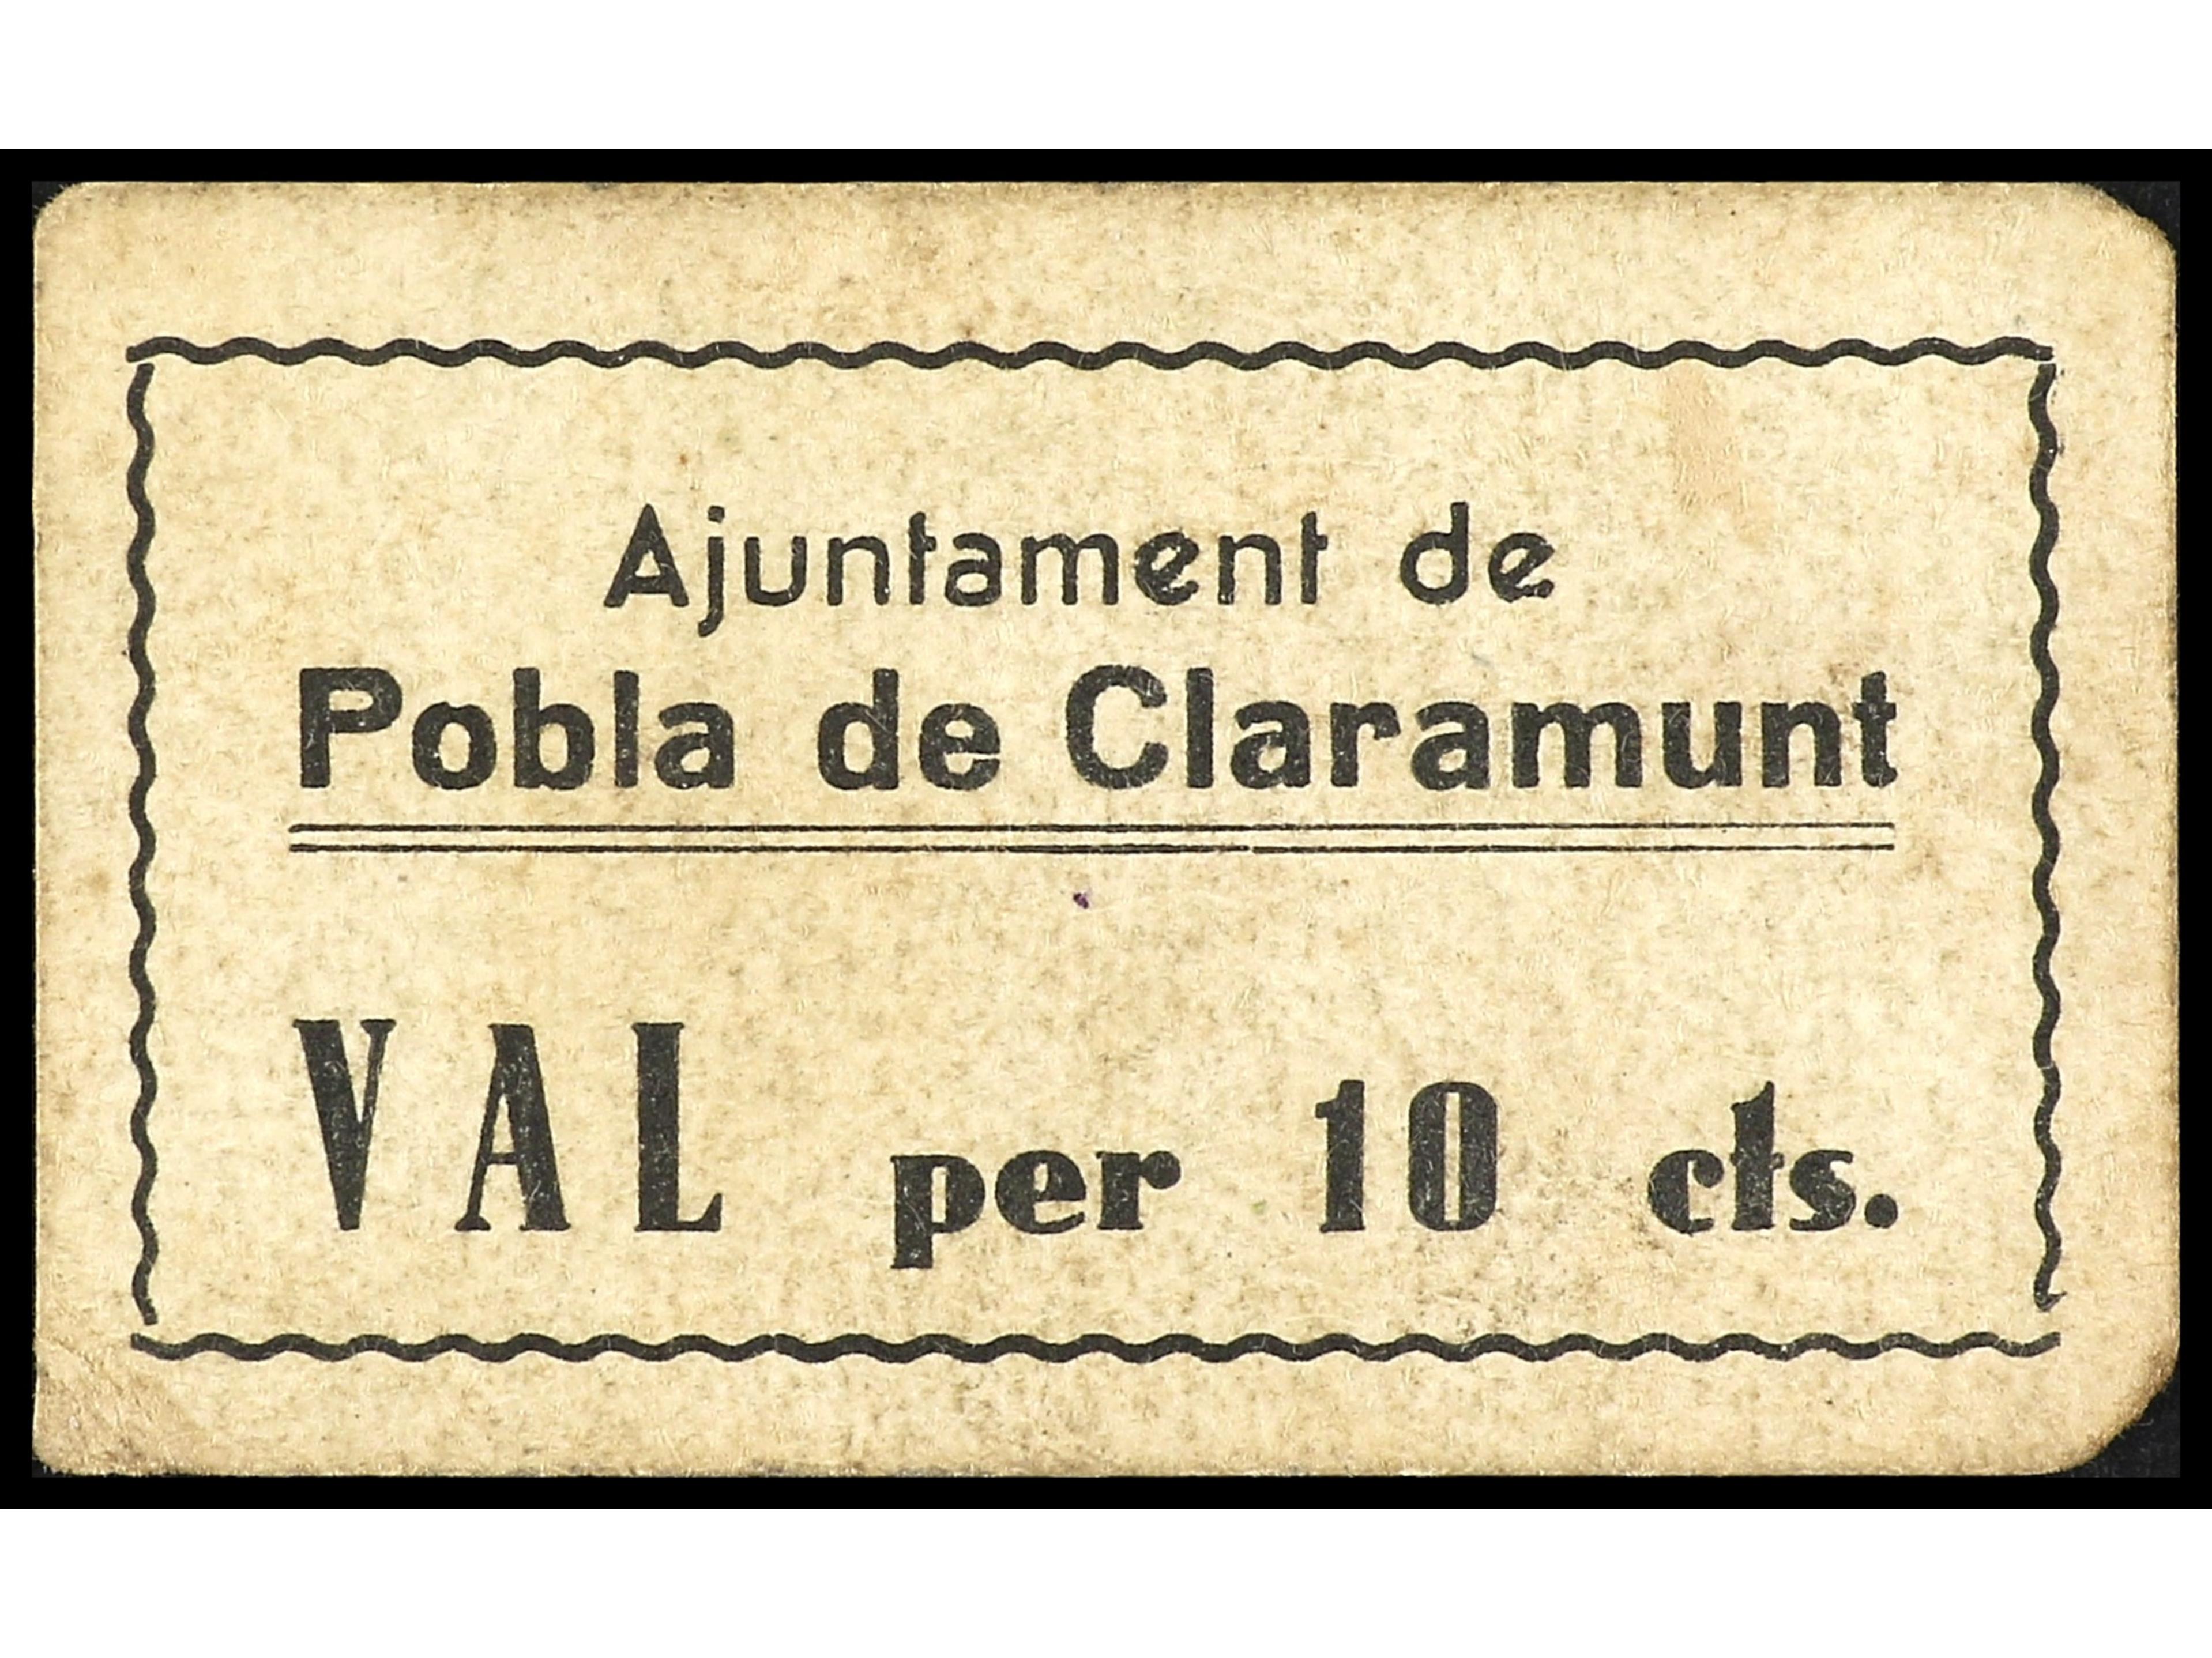 Ajuntament de
Pobla de Claramunt
VAL per 10 cts.